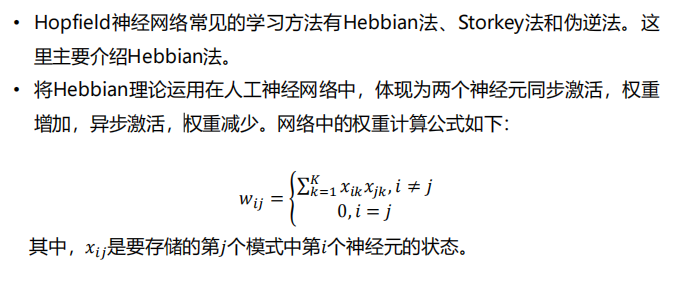 • Hopfield神经网络常见的学习方法有Hebbian法、Storkey法和伪逆法。这
里主要介绍Hebbian法。
• 将Hebbian理论运用在人工神经网络中，体现为两个神经元同步激活，权重
增加，异步激活，权重减少。网络中的权重计算公式如下：
w_{ij} = \begin{cases} \sum_{k=1}^{K} x_{ik}x_{jk}, i ≠ j \\ 0, i = j \end{cases}
其中，x_{ij}是要存储的第j个模式中第i个神经元的状态。